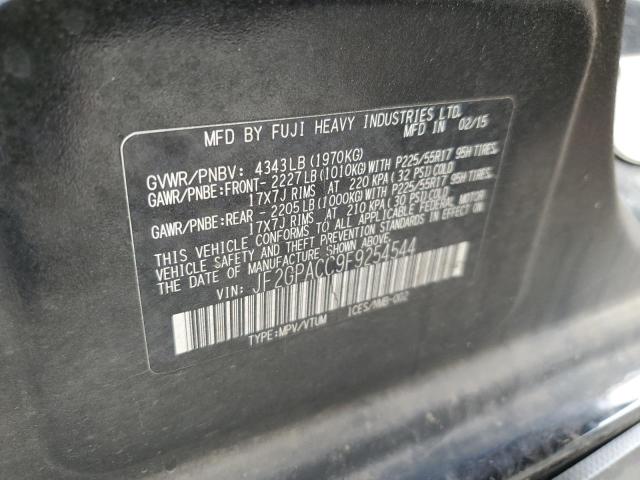 MFD BY FUJI HEAVY INDUSTRIES LTD.
MFD IN 02/15
GVWR/PNBV: 4343LB (1970KG)
GAWR/PNBE:FRONT- 2227LB (1010KG) WITH P225/55R17 95H TIRES,
17X7J RIMS AT 220 KPA (32 PSI) COLD
GAWR/PNBE:REAR - 2205LB (1000KG) WITH P225/55R17 95H TIRES,
17X7J RIMS AT 210 KPA (30 PSI) COLD
THIS VEHICLE CONFORMS TO ALL APPLICABLE FEDERAL MOTOR
VEHICLE SAFETY AND THEFT PREVENTION STANDARDS IN EFFECT ON
THE DATE OF MANUFACTURE SHOWN ABOVE.
VIN: JF2GPACC9F9254544
TYPE:MPV/VTUM ICES/NMB-002